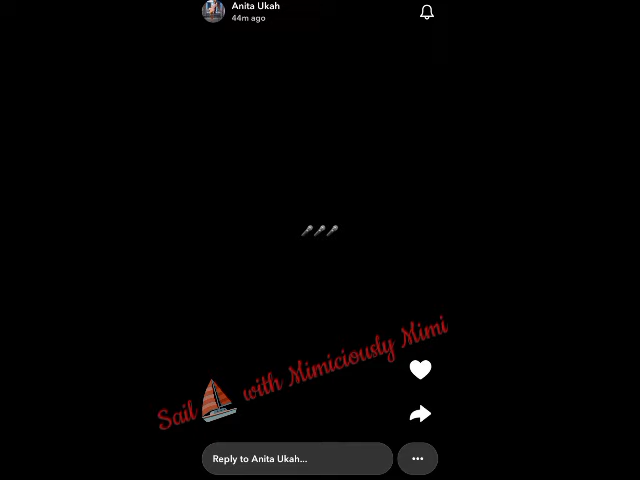 Anita Ukah
44m ago
Sail with Mimiciously Mimi
Reply to Anita Ukah...